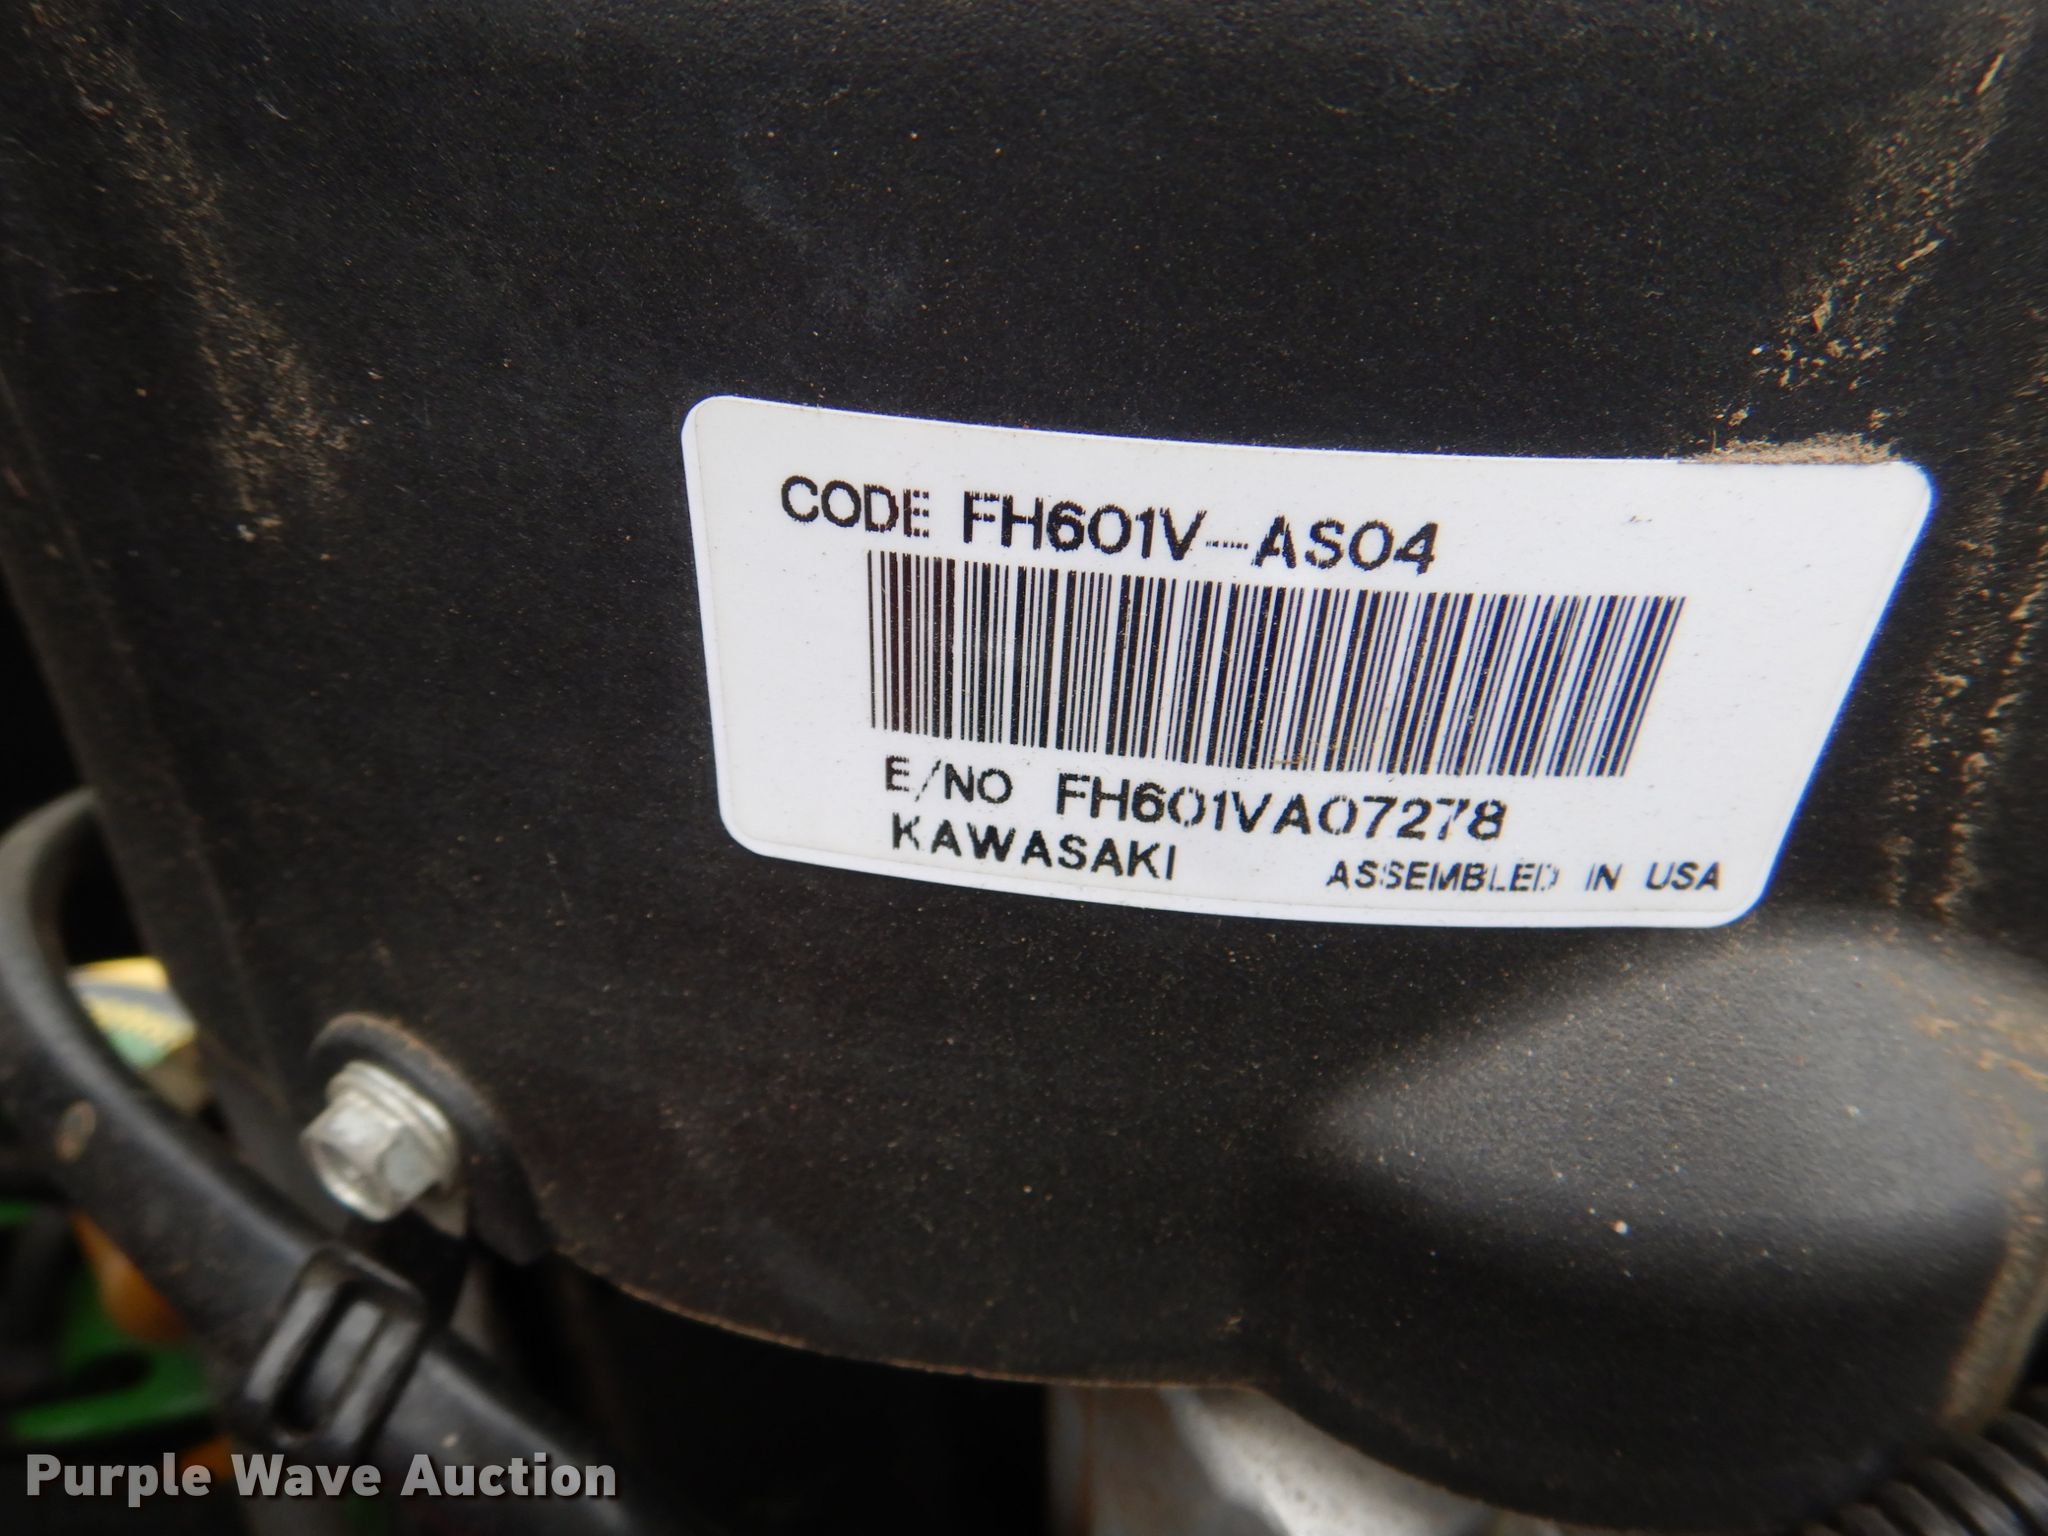 CODE FH601V-AS04
E/NO FH601VA07278
KAWASAKI ASSEMBLED IN USA
Purple Wave Auction